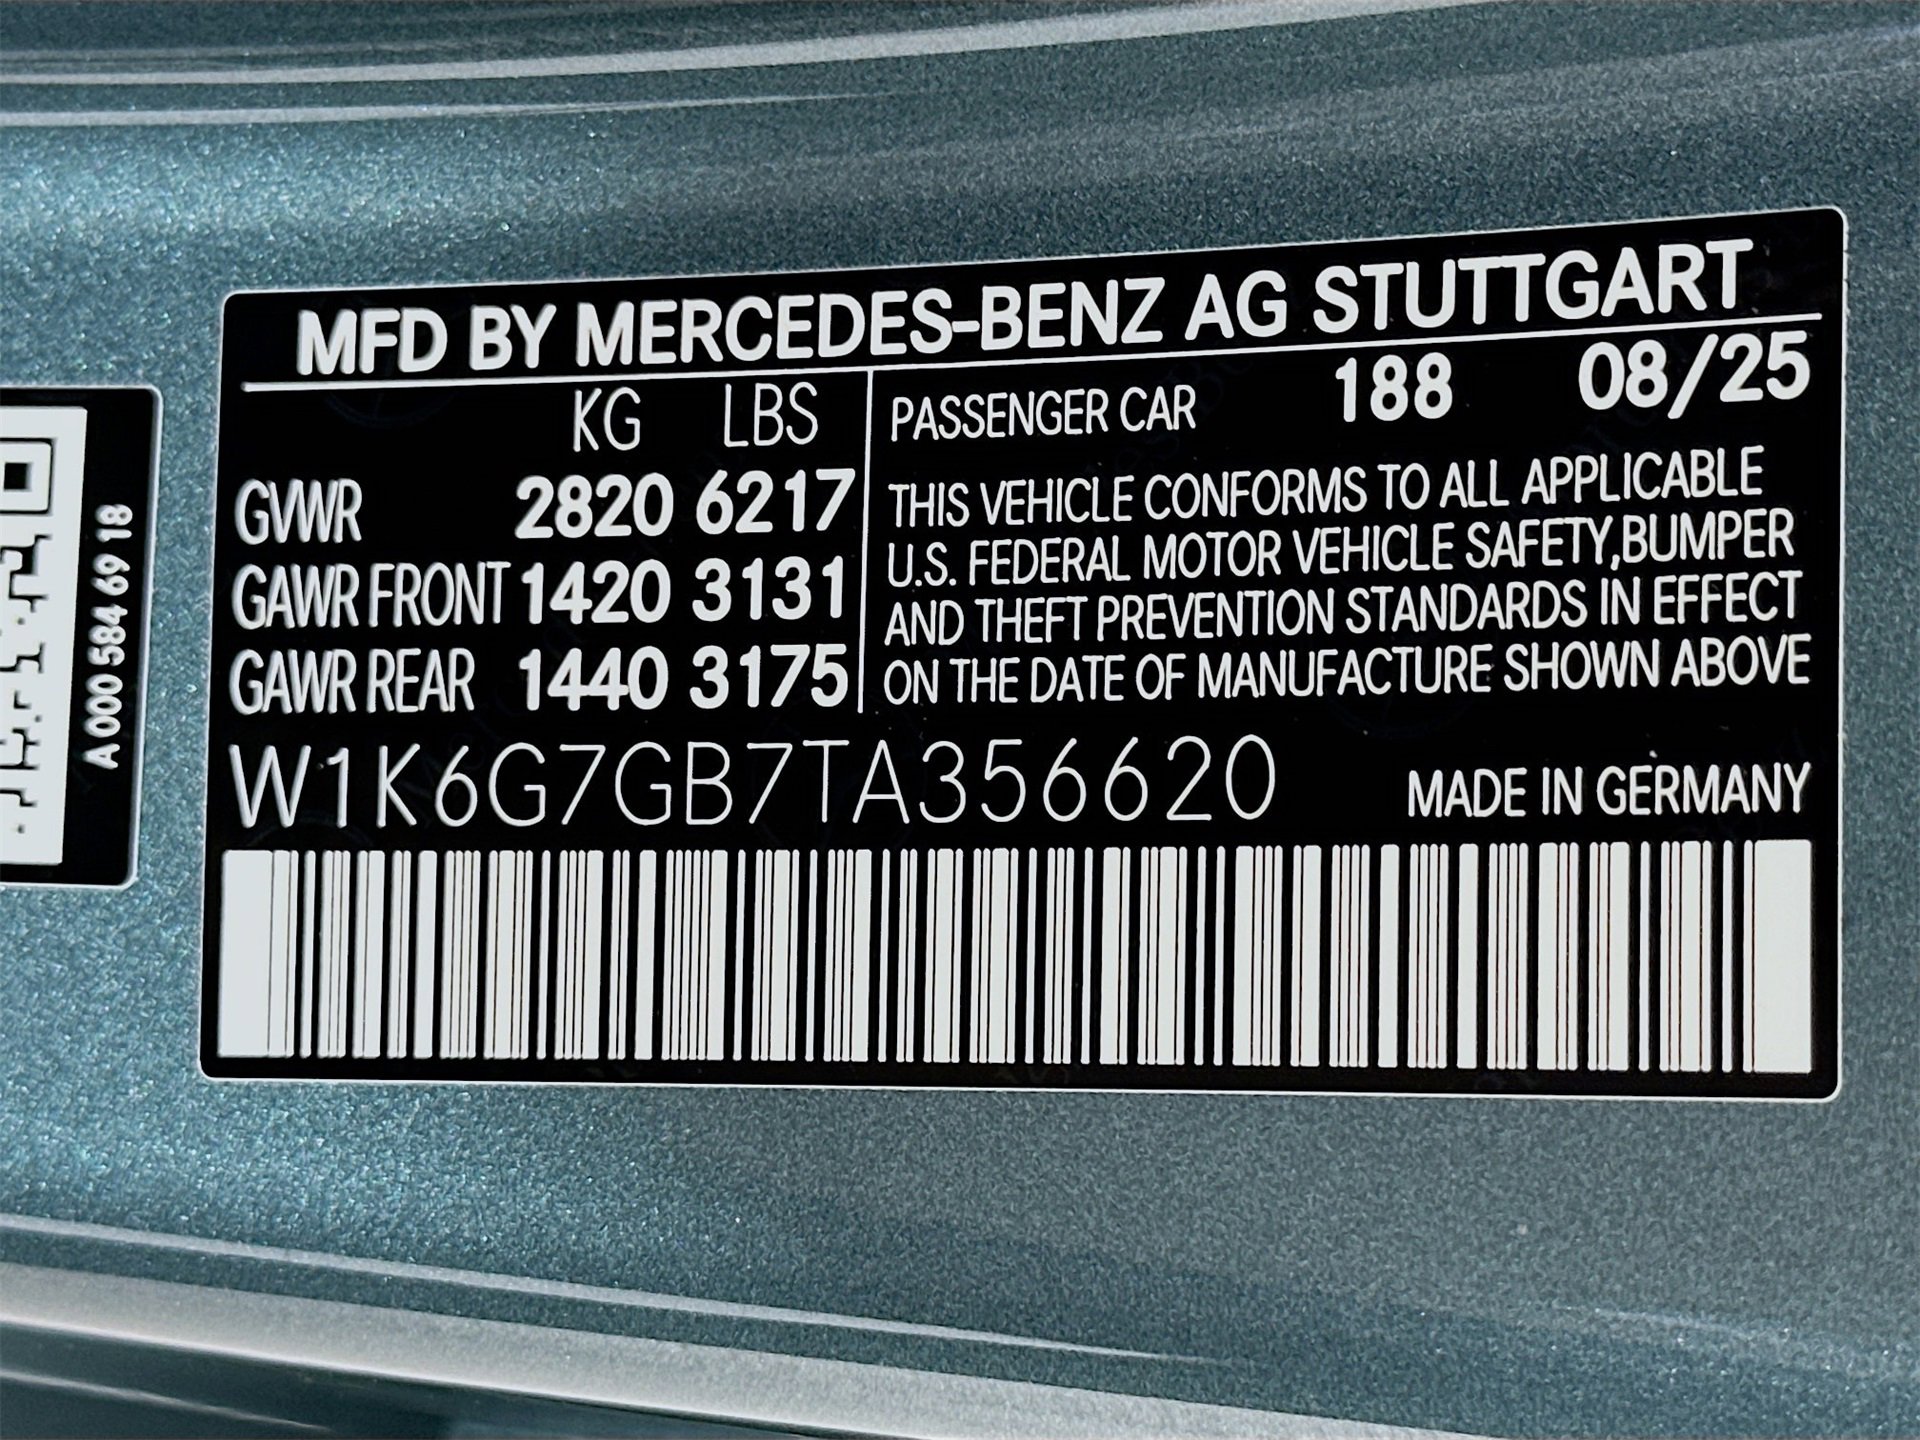 MFD BY MERCEDES-BENZ AG STUTTGART
KG LBS
GVWR 2820 6217
GAWR FRONT 1420 3131
GAWR REAR 1440 3175
PASSENGER CAR 188 08/25
THIS VEHICLE CONFORMS TO ALL APPLICABLE
U.S. FEDERAL MOTOR VEHICLE SAFETY,BUMPER
AND THEFT PREVENTION STANDARDS IN EFFECT
ON THE DATE OF MANUFACTURE SHOWN ABOVE
W1K6G7GB7TA356620
MADE IN GERMANY
A 000 584 69 18